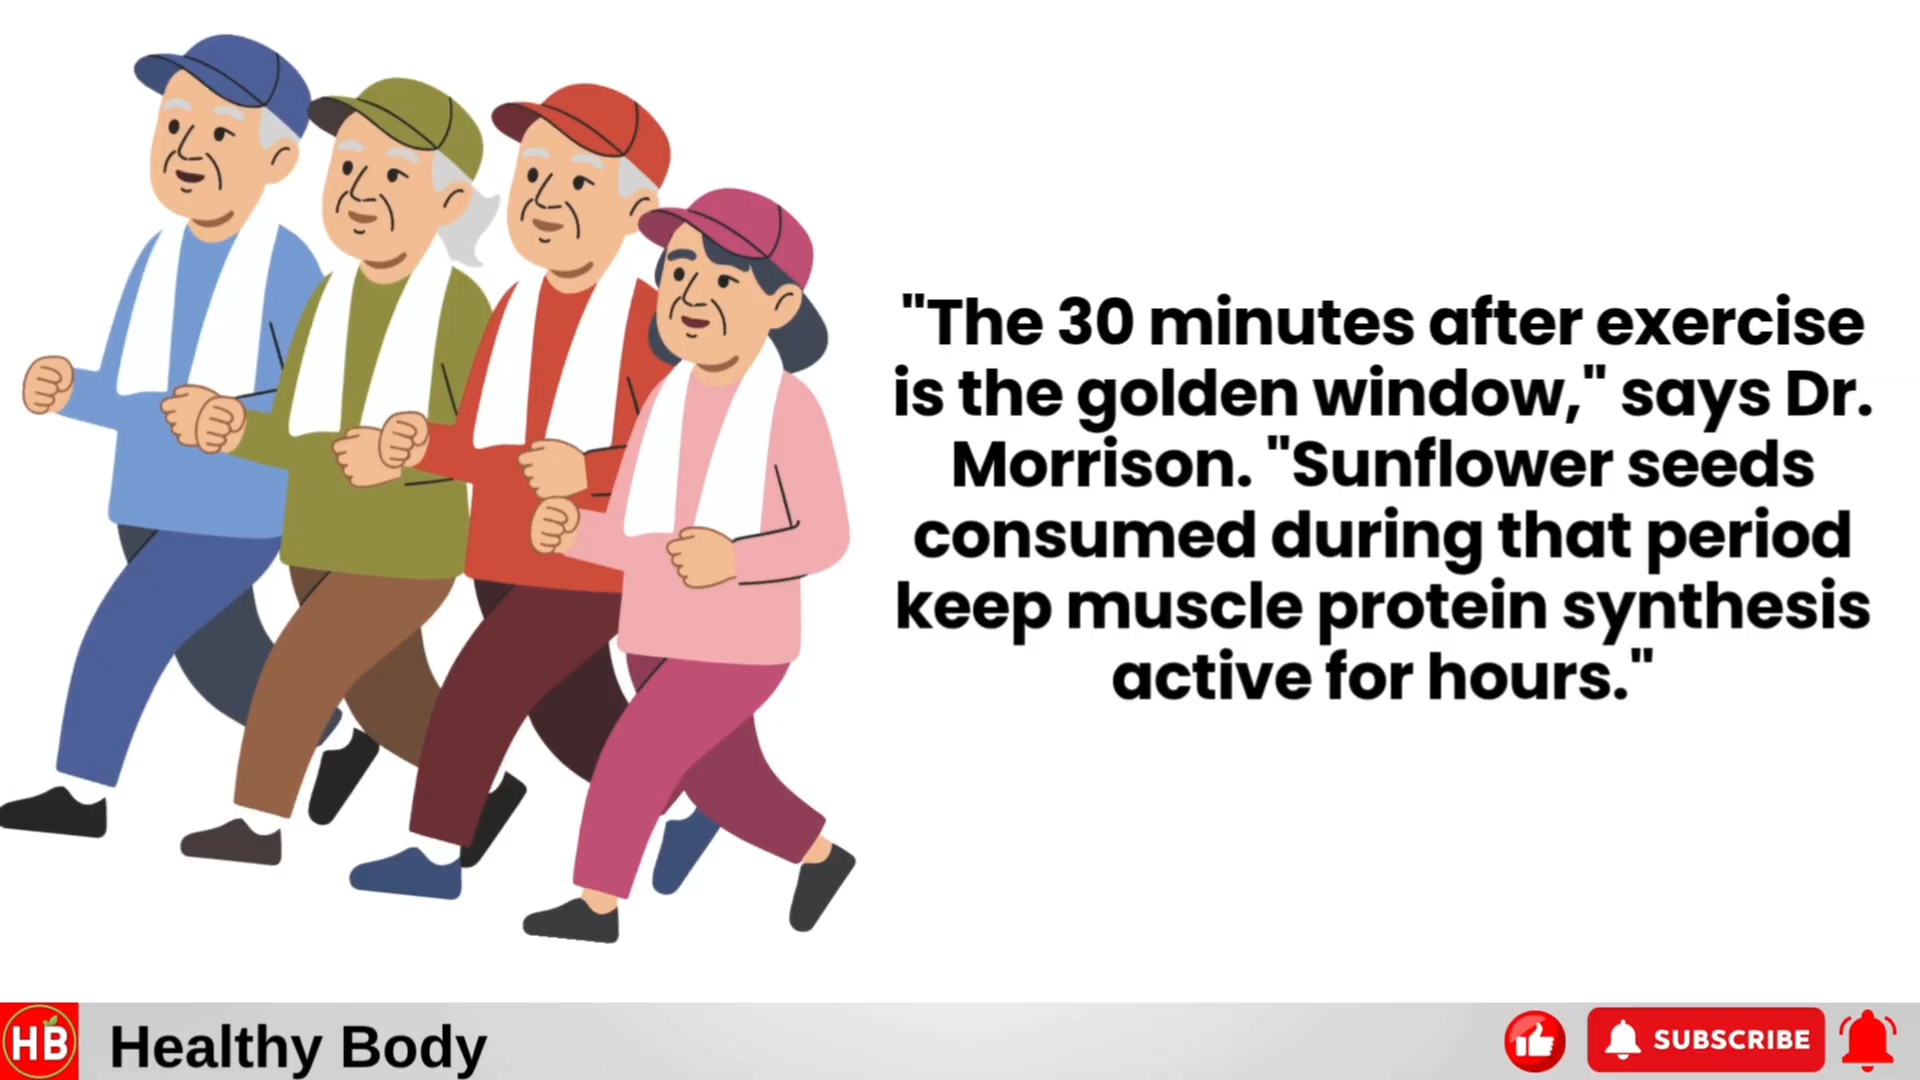 "The 30 minutes after exercise
is the golden window," says Dr.
Morrison. "Sunflower seeds
consumed during that period
keep muscle protein synthesis
active for hours."
HB
Healthy Body
SUBSCRIBE